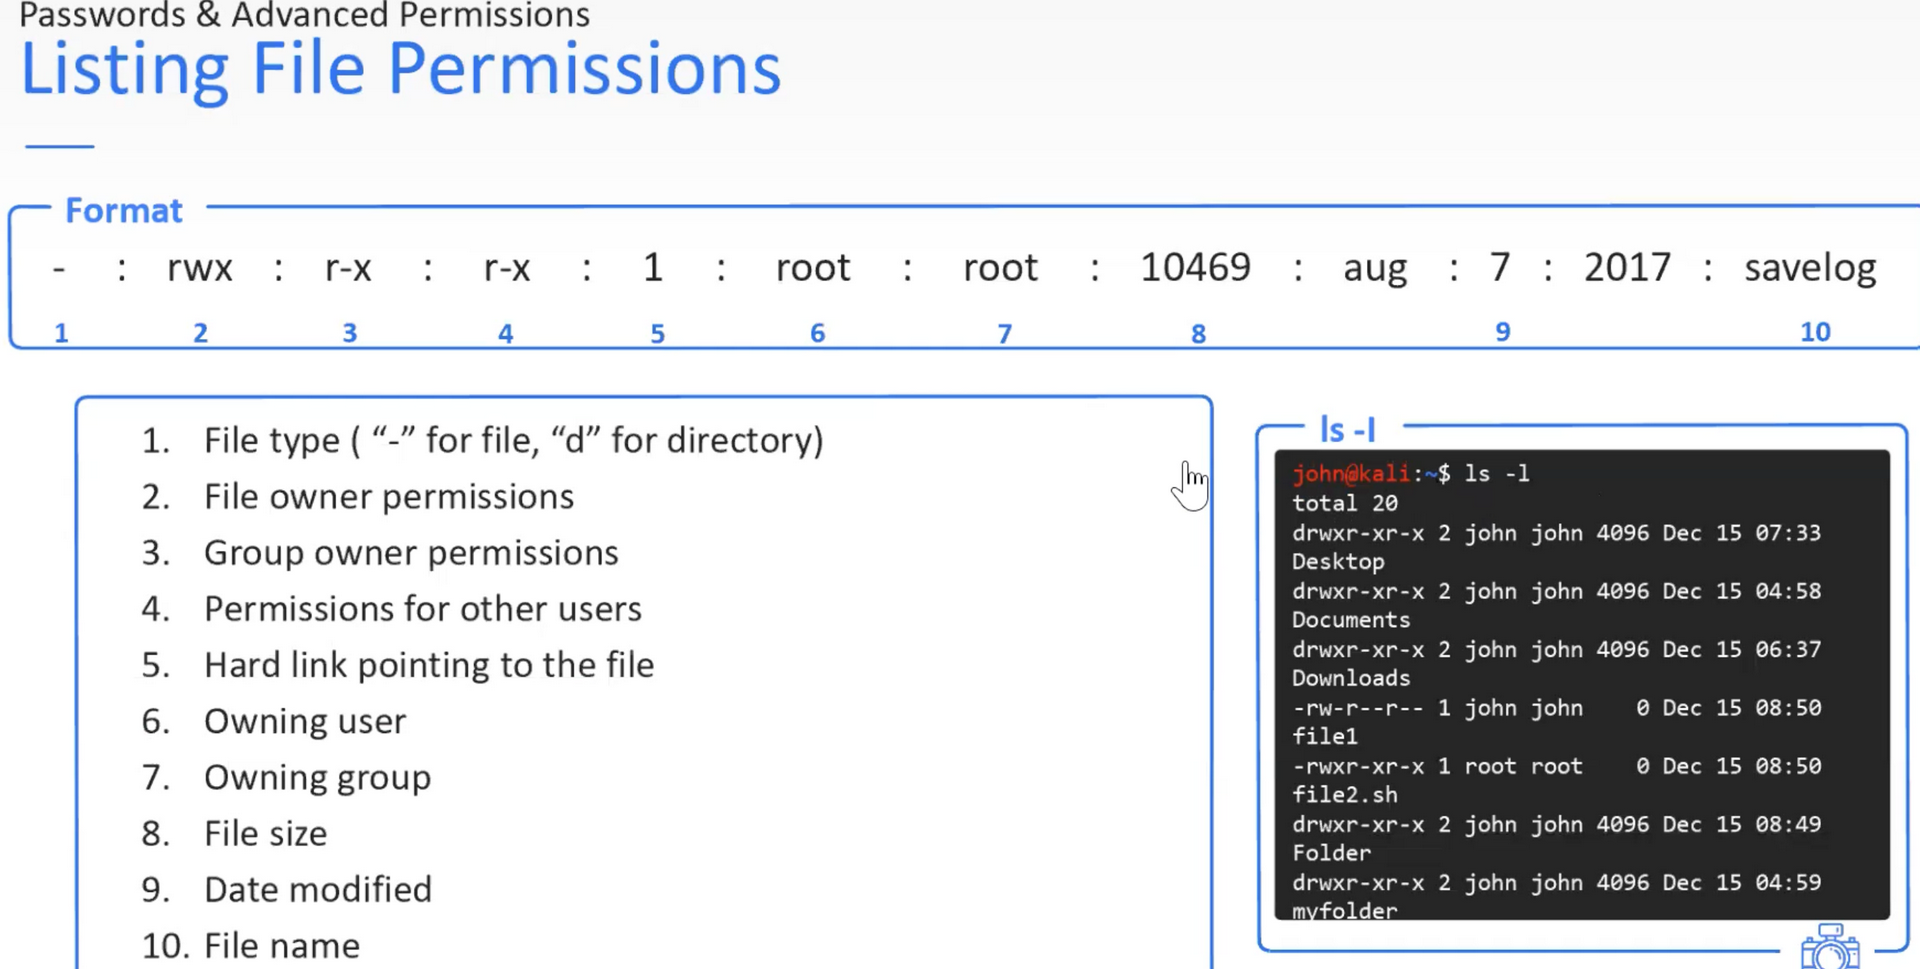 Passwords & Advanced Permissions
Listing File Permissions
Format
- : rwx : r-x : r-x : 1 : root : root : 10469 : aug : 7 : 2017 : savelog
1 2 3 4 5 6 7 8 9 10
1. File type ( “-” for file, “d” for directory)
2. File owner permissions
3. Group owner permissions
4. Permissions for other users
5. Hard link pointing to the file
6. Owning user
7. Owning group
8. File size
9. Date modified
10. File name
ls -l
john@kali:~$ ls -l
total 20
drwxr-xr-x 2 john john 4096 Dec 15 07:33
Desktop
drwxr-xr-x 2 john john 4096 Dec 15 04:58
Documents
drwxr-xr-x 2 john john 4096 Dec 15 06:37
Downloads
-rw-r--r-- 1 john john    0 Dec 15 08:50
file1
-rwxr-xr-x 1 root root    0 Dec 15 08:50
file2.sh
drwxr-xr-x 2 john john 4096 Dec 15 08:49
Folder
drwxr-xr-x 2 john john 4096 Dec 15 04:59
myfolder